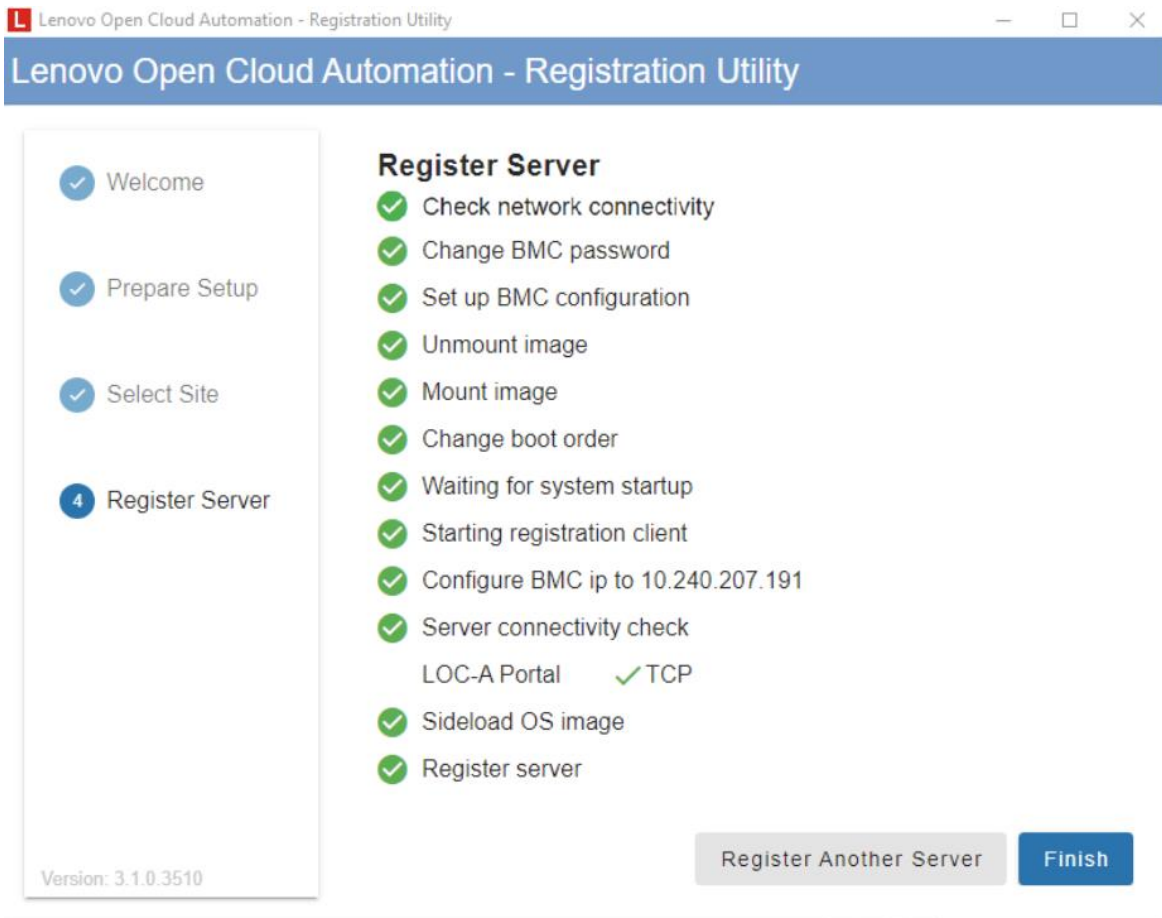 L Lenovo Open Cloud Automation - Registration Utility
Lenovo Open Cloud Automation - Registration Utility
Welcome
Prepare Setup
Select Site
4 Register Server
Version: 3.1.0.3510
Register Server
Check network connectivity
Change BMC password
Set up BMC configuration
Unmount image
Mount image
Change boot order
Waiting for system startup
Starting registration client
Configure BMC ip to 10.240.207.191
Server connectivity check
LOC-A Portal TCP
Sideload OS image
Register server
Register Another Server Finish